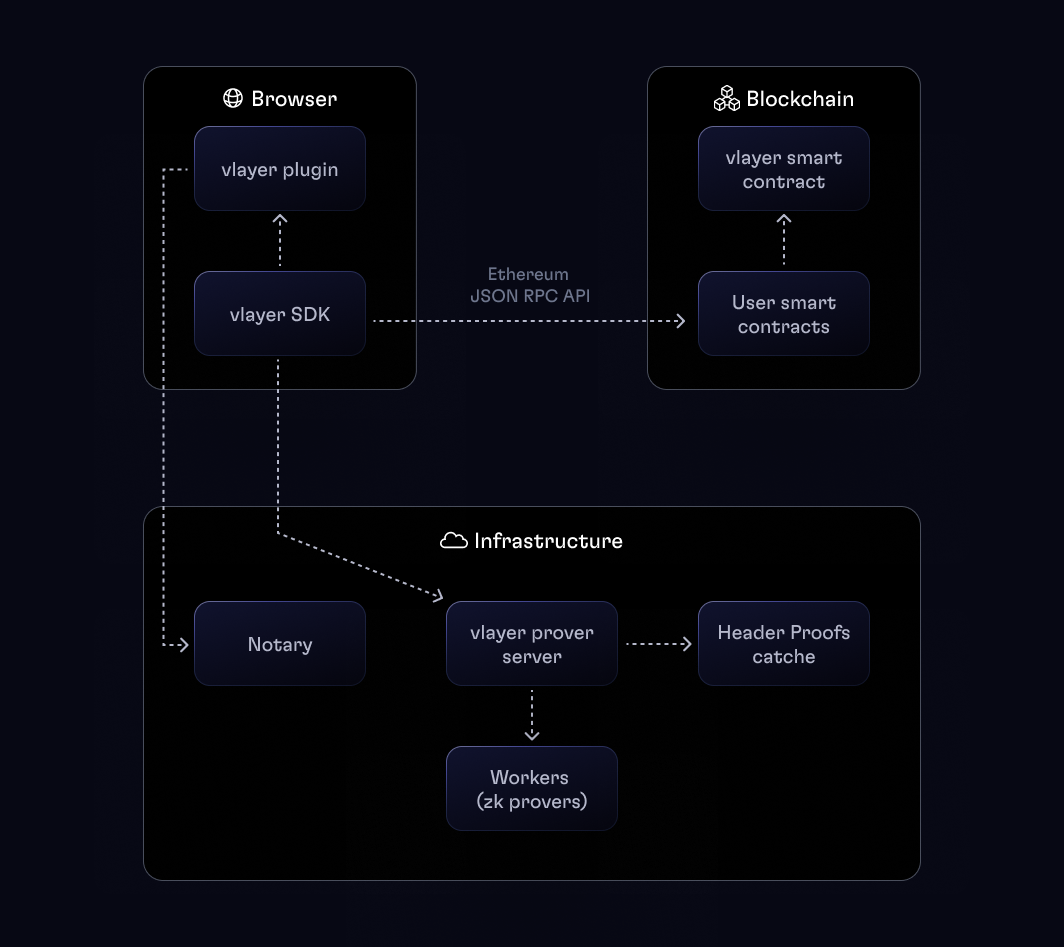 Browser
vlayer plugin
vlayer SDK
Ethereum
JSON RPC API
Blockchain
vlayer smart
contract
User smart
contracts
Infrastructure
Notary
vlayer prover
server
Header Proofs
catche
Workers
(zk provers)